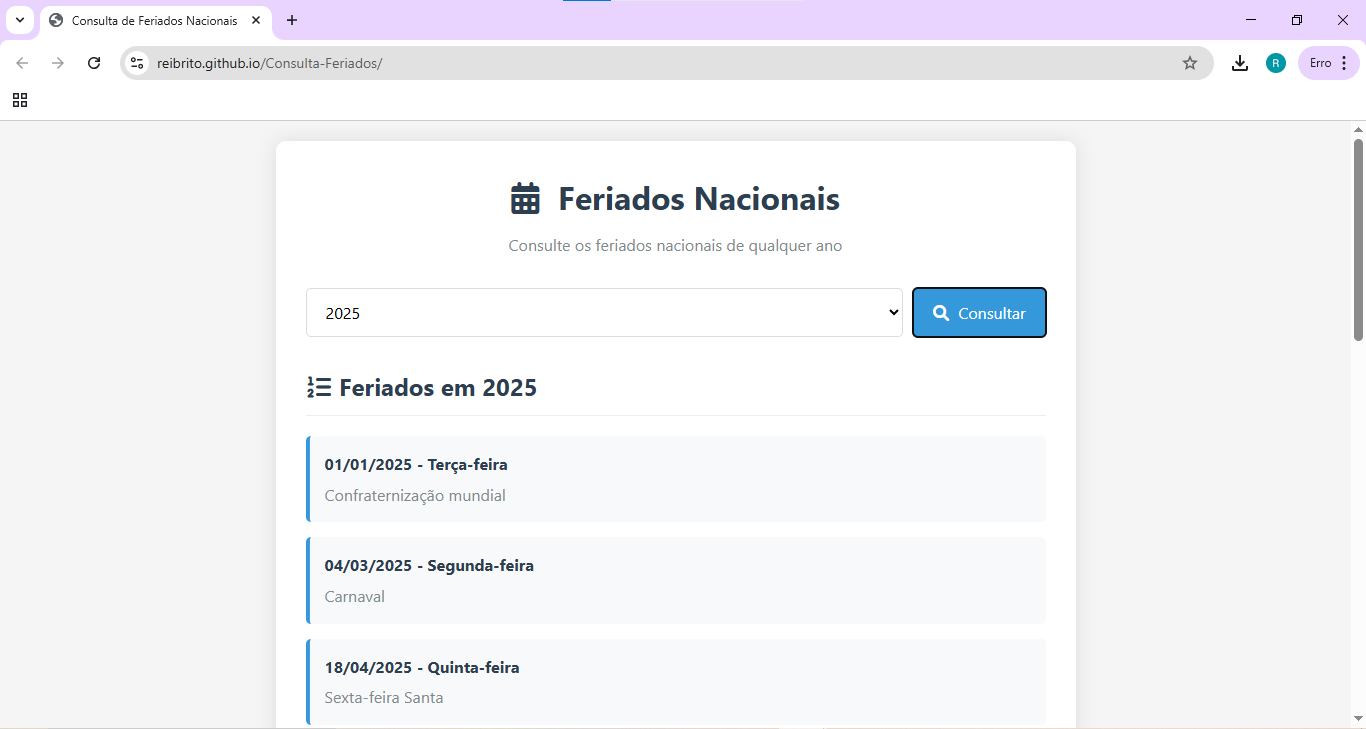 Consulta de Feriados Nacionais
reibrito.github.io/Consulta-Feriados/
R
Erro
Feriados Nacionais
Consulte os feriados nacionais de qualquer ano
2025
Consultar
Feriados em 2025
01/01/2025 - Terça-feira
Confraternização mundial
04/03/2025 - Segunda-feira
Carnaval
18/04/2025 - Quinta-feira
Sexta-feira Santa